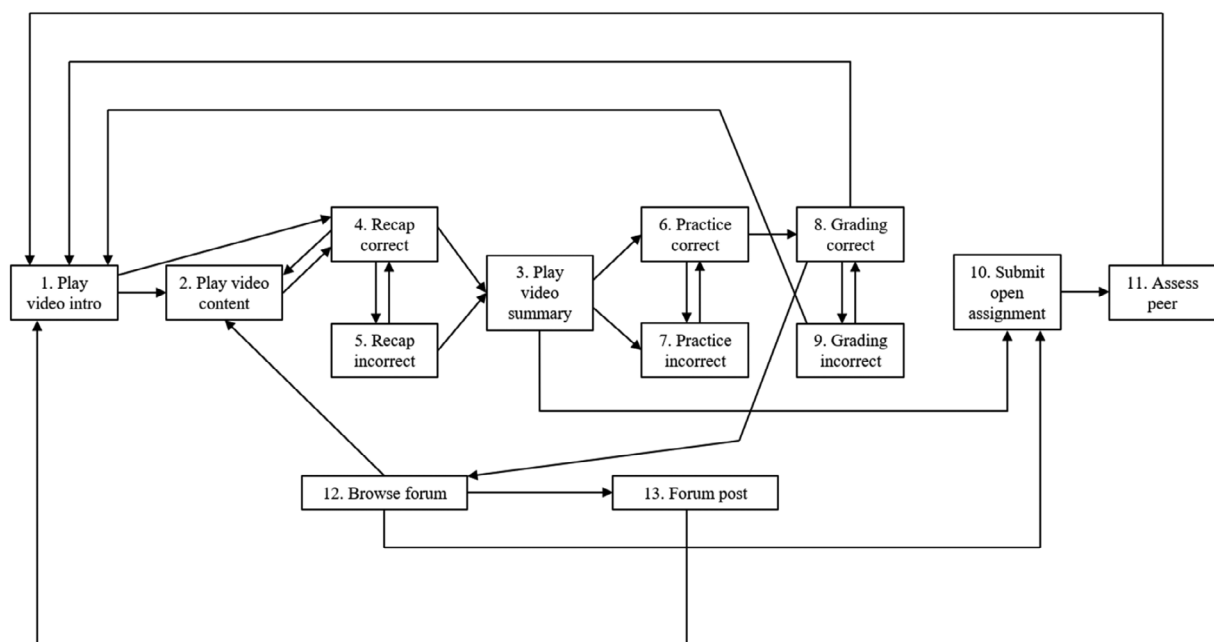 4. Recap
correct
6. Practice
correct
8. Grading
correct
1. Play
video intro
2. Play video
content
3. Play
video
summary
10. Submit
open
assignment
11. Assess
peer
5. Recap
incorrect
7. Practice
incorrect
9. Grading
incorrect
12. Browse forum
13. Forum post